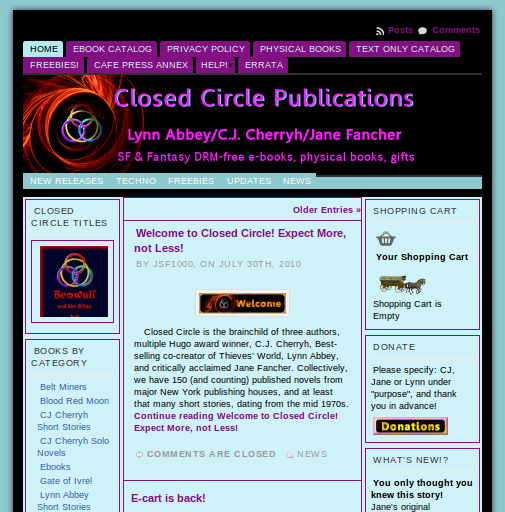 Posts Comments
HOME EBOOK CATALOG PRIVACY POLICY PHYSICAL BOOKS TEXT ONLY CATALOG
FREEBIES! CAFE PRESS ANNEX HELP! ERRATA
Closed Circle Publications
Lynn Abbey/C.J. Cherryh/Jane Fancher
SF & Fantasy DRM-free e-books, physical books, gifts
NEW RELEASES TECHNO FREEBIES UPDATES NEWS
CLOSED
CIRCLE TITLES
Beowulf
and the Bitan
BOOKS BY
CATEGORY
Belt Miners
Blood Red Moon
CJ Cherryh
Short Stories
CJ Cherryh Solo
Novels
Ebooks
Gate of Ivrel
Lynn Abbey
Short Stories
Older Entries »
Welcome to Closed Circle! Expect More,
not Less!
BY JSF1000, ON JULY 30TH, 2010
Welcome
Closed Circle is the brainchild of three authors,
multiple Hugo award winner, C.J. Cherryh, Best-
selling co-creator of Thieves' World, Lynn Abbey,
and critically acclaimed Jane Fancher. Collectively,
we have 150 (and counting) published novels from
major New York publishing houses, and at least
that many short stories, dating from the mid 1970s.
Continue reading Welcome to Closed Circle!
Expect More, not Less!
COMMENTS ARE CLOSED NEWS
E-cart is back!
SHOPPING CART
Your Shopping Cart
Shopping Cart is
Empty
DONATE
Please specify: CJ,
Jane or Lynn under
"purpose", and thank
you in advance!
Donations
WHAT'S NEW!?
You only thought you
knew this story!
Jane's original